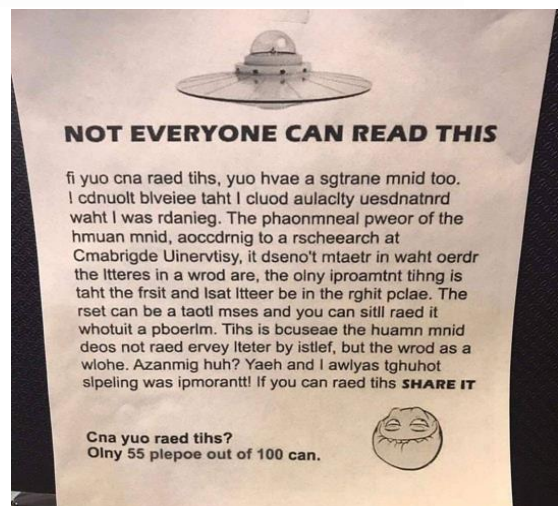 NOT EVERYONE CAN READ THIS
fi yuo cna raed tihs, yuo hvae a sgtrane mnid too.
I cdnuolt blveiee taht I cluod aulaclty uesdnatnrd
waht I was rdanieg. The phaonmneal pweor of the
hmuan mnid, aoccdrnig to a rscheearch at
Cmabrigde Uinervtisy, it dseno't mtaetr in waht oerdr
the ltteres in a wrod are, the olny iproamtnt tihng is
taht the frsit and lsat ltteer be in the rghit pclae. The
rset can be a taotl mses and you can sitll raed it
whotuit a pboerlm. Tihs is bcuseae the huamn mnid
deos not raed ervey lteter by istlef, but the wrod as a
wlohe. Azanmig huh? Yaeh and I awlyas tghuhot
slpeling was ipmorantt! If you can raed tihs SHARE IT
Cna yuo raed tihs?
Olny 55 plepoe out of 100 can.